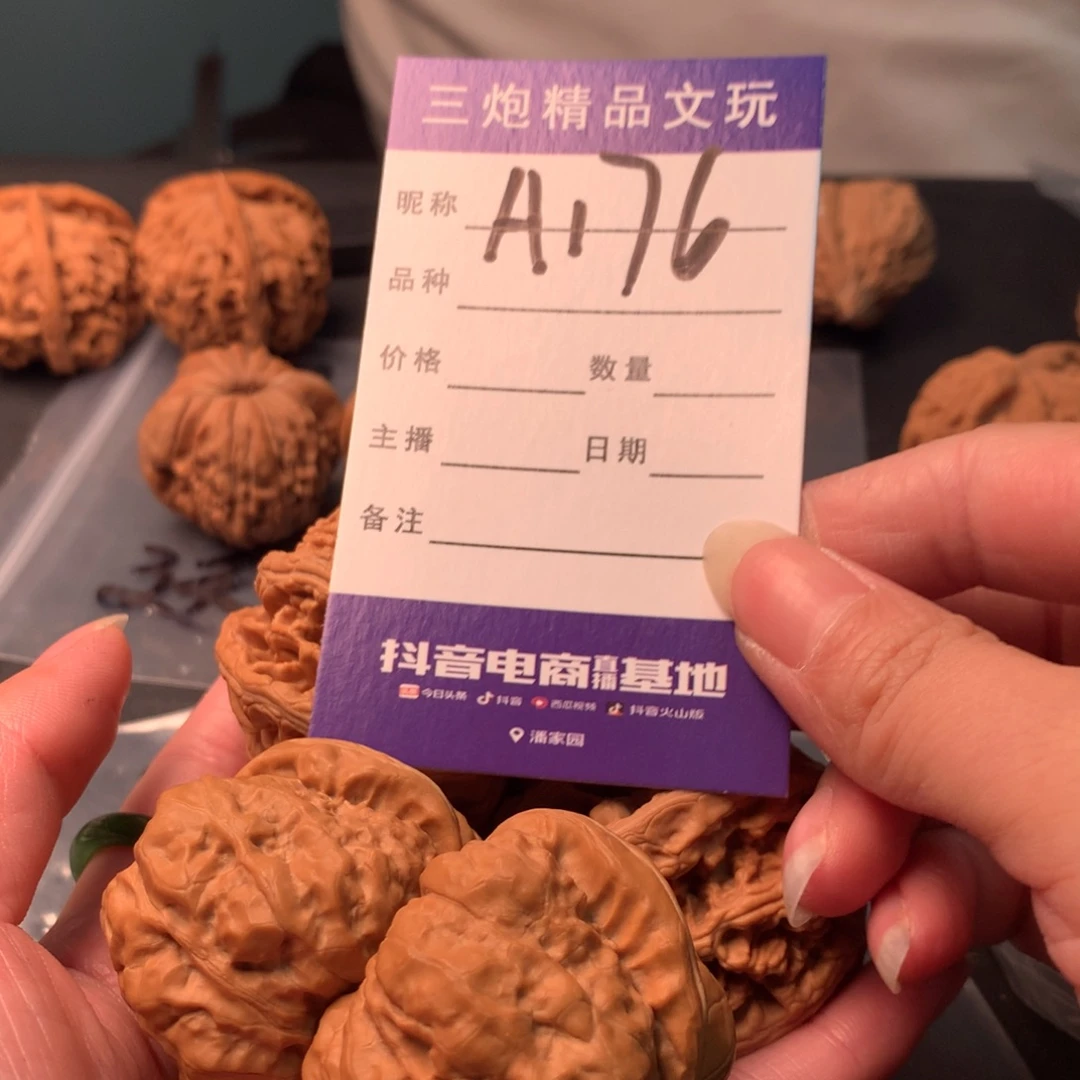 三炮精品文玩
昵称 A176
品种
价格 数量
主播 日期
备注
抖音电商直播基地
今日头条 抖音 西瓜视频 抖音火山版
潘家园